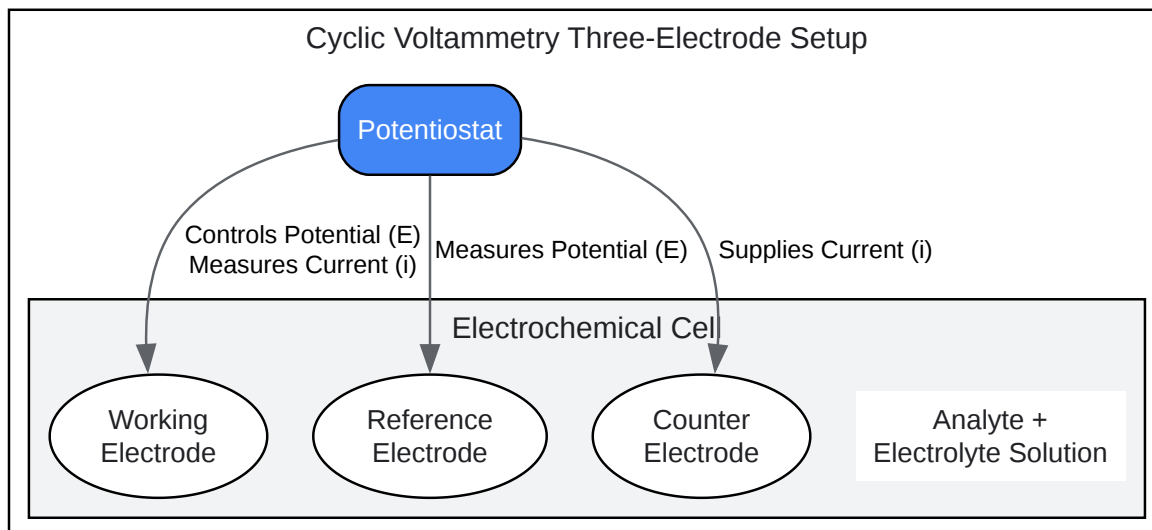 Cyclic Voltammetry Three-Electrode Setup
Potentiostat
Controls Potential (E)
Measures Current (i)
Measures Potential (E)
Supplies Current (i)
Electrochemical Cell
Working
Electrode
Reference
Electrode
Counter
Electrode
Analyte +
Electrolyte Solution